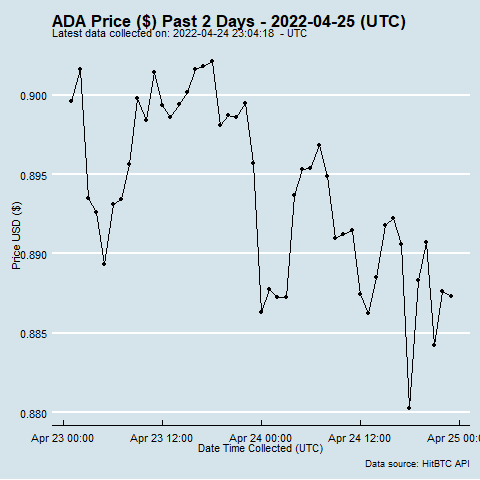 ADA Price ($) Past 2 Days - 2022-04-25 (UTC)
Latest data collected on: 2022-04-24 23:04:18 - UTC
0.900
0.895
0.890
0.885
0.880
Price USD ($)
Apr 23 00:00
Apr 23 12:00
Apr 24 00:00
Apr 24 12:00
Apr 25 00:0
Date Time Collected (UTC)
Data source: HitBTC API